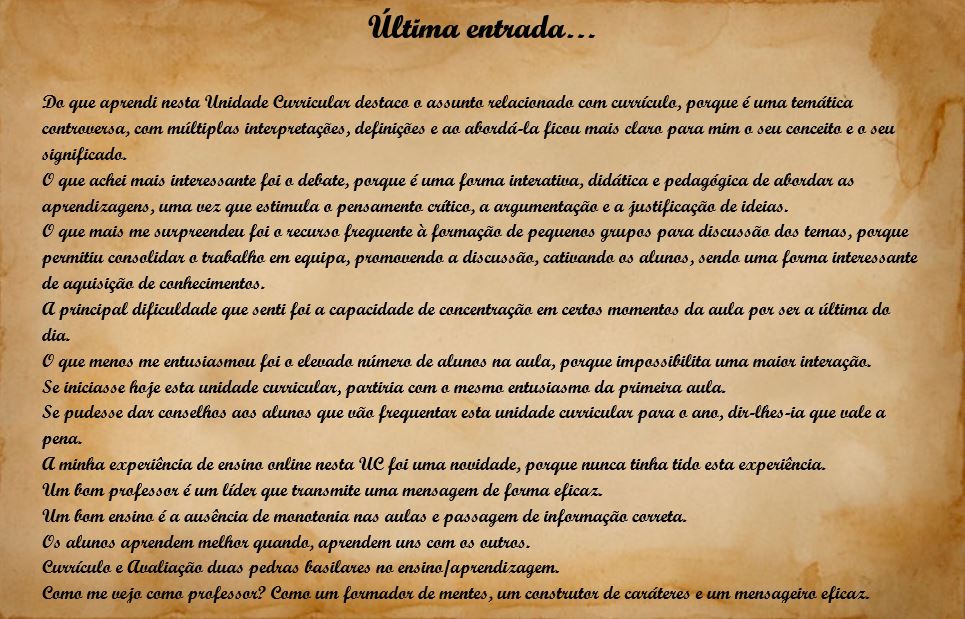 Última entrada...
Do que aprendi nesta Unidade Curricular destaco o assunto relacionado com currículo, porque é uma temática
controversa, com múltiplas interpretações, definições e ao abordá-la ficou mais claro para mim o seu conceito e o seu
significado.
O que achei mais interessante foi o debate, porque é uma forma interativa, didática e pedagógica de abordar as
aprendizagens, uma vez que estimula o pensamento crítico, a argumentação e a justificação de ideias.
O que mais me surpreendeu foi o recurso frequente à formação de pequenos grupos para discussão dos temas, porque
permitiu consolidar o trabalho em equipa, promovendo a discussão, cativando os alunos, sendo uma forma interessante
de aquisição de conhecimentos.
A principal dificuldade que senti foi a capacidade de concentração em certos momentos da aula por ser a última do
dia.
O que menos me entusiasmou foi o elevado número de alunos na aula, porque impossibilita uma maior interação.
Se iniciasse hoje esta unidade curricular, partiria com o mesmo entusiasmo da primeira aula.
Se pudesse dar conselhos aos alunos que vão frequentar esta unidade curricular para o ano, dir-lhes-ia que vale a
pena.
A minha experiência de ensino online nesta UC foi uma novidade, porque nunca tinha tido esta experiência.
Um bom professor é um líder que transmite uma mensagem de forma eficaz.
Um bom ensino é a ausência de monotonia nas aulas e passagem de informação correta.
Os alunos aprendem melhor quando, aprendem uns com os outros.
Currículo e Avaliação duas pedras basilares no ensino/aprendizagem.
Como me vejo como professor? Como um formador de mentes, um construtor de caráteres e um mensageiro eficaz.